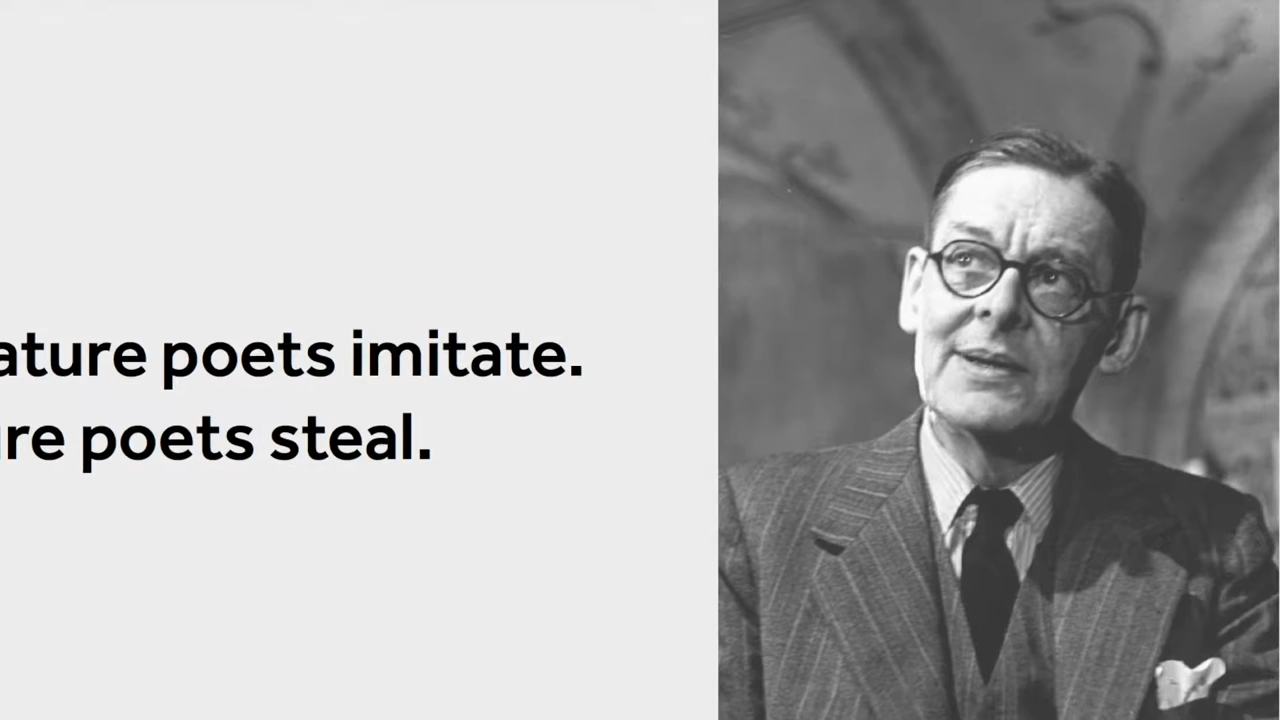 ature poets imitate.
re poets steal.